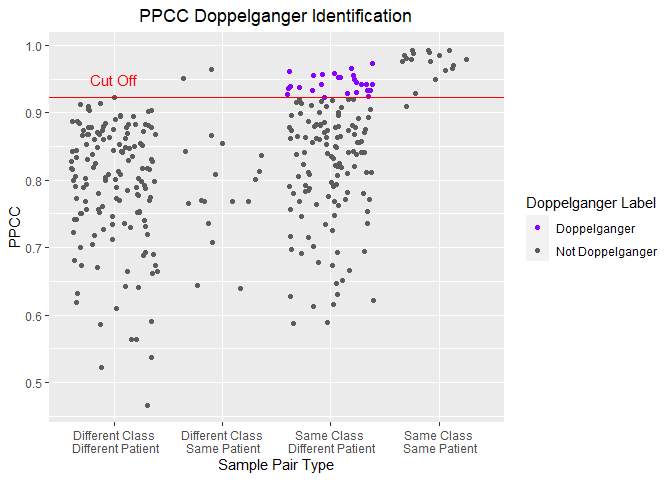 PPCC Doppelganger Identification
1.0
0.9
0.8
0.7
0.6
0.5
PPCC
Cut Off
Different Class
Different Patient
Different Class
Same Patient
Same Class
Different Patient
Same Class
Same Patient
Sample Pair Type
Doppelganger Label
Doppelganger
Not Doppelganger